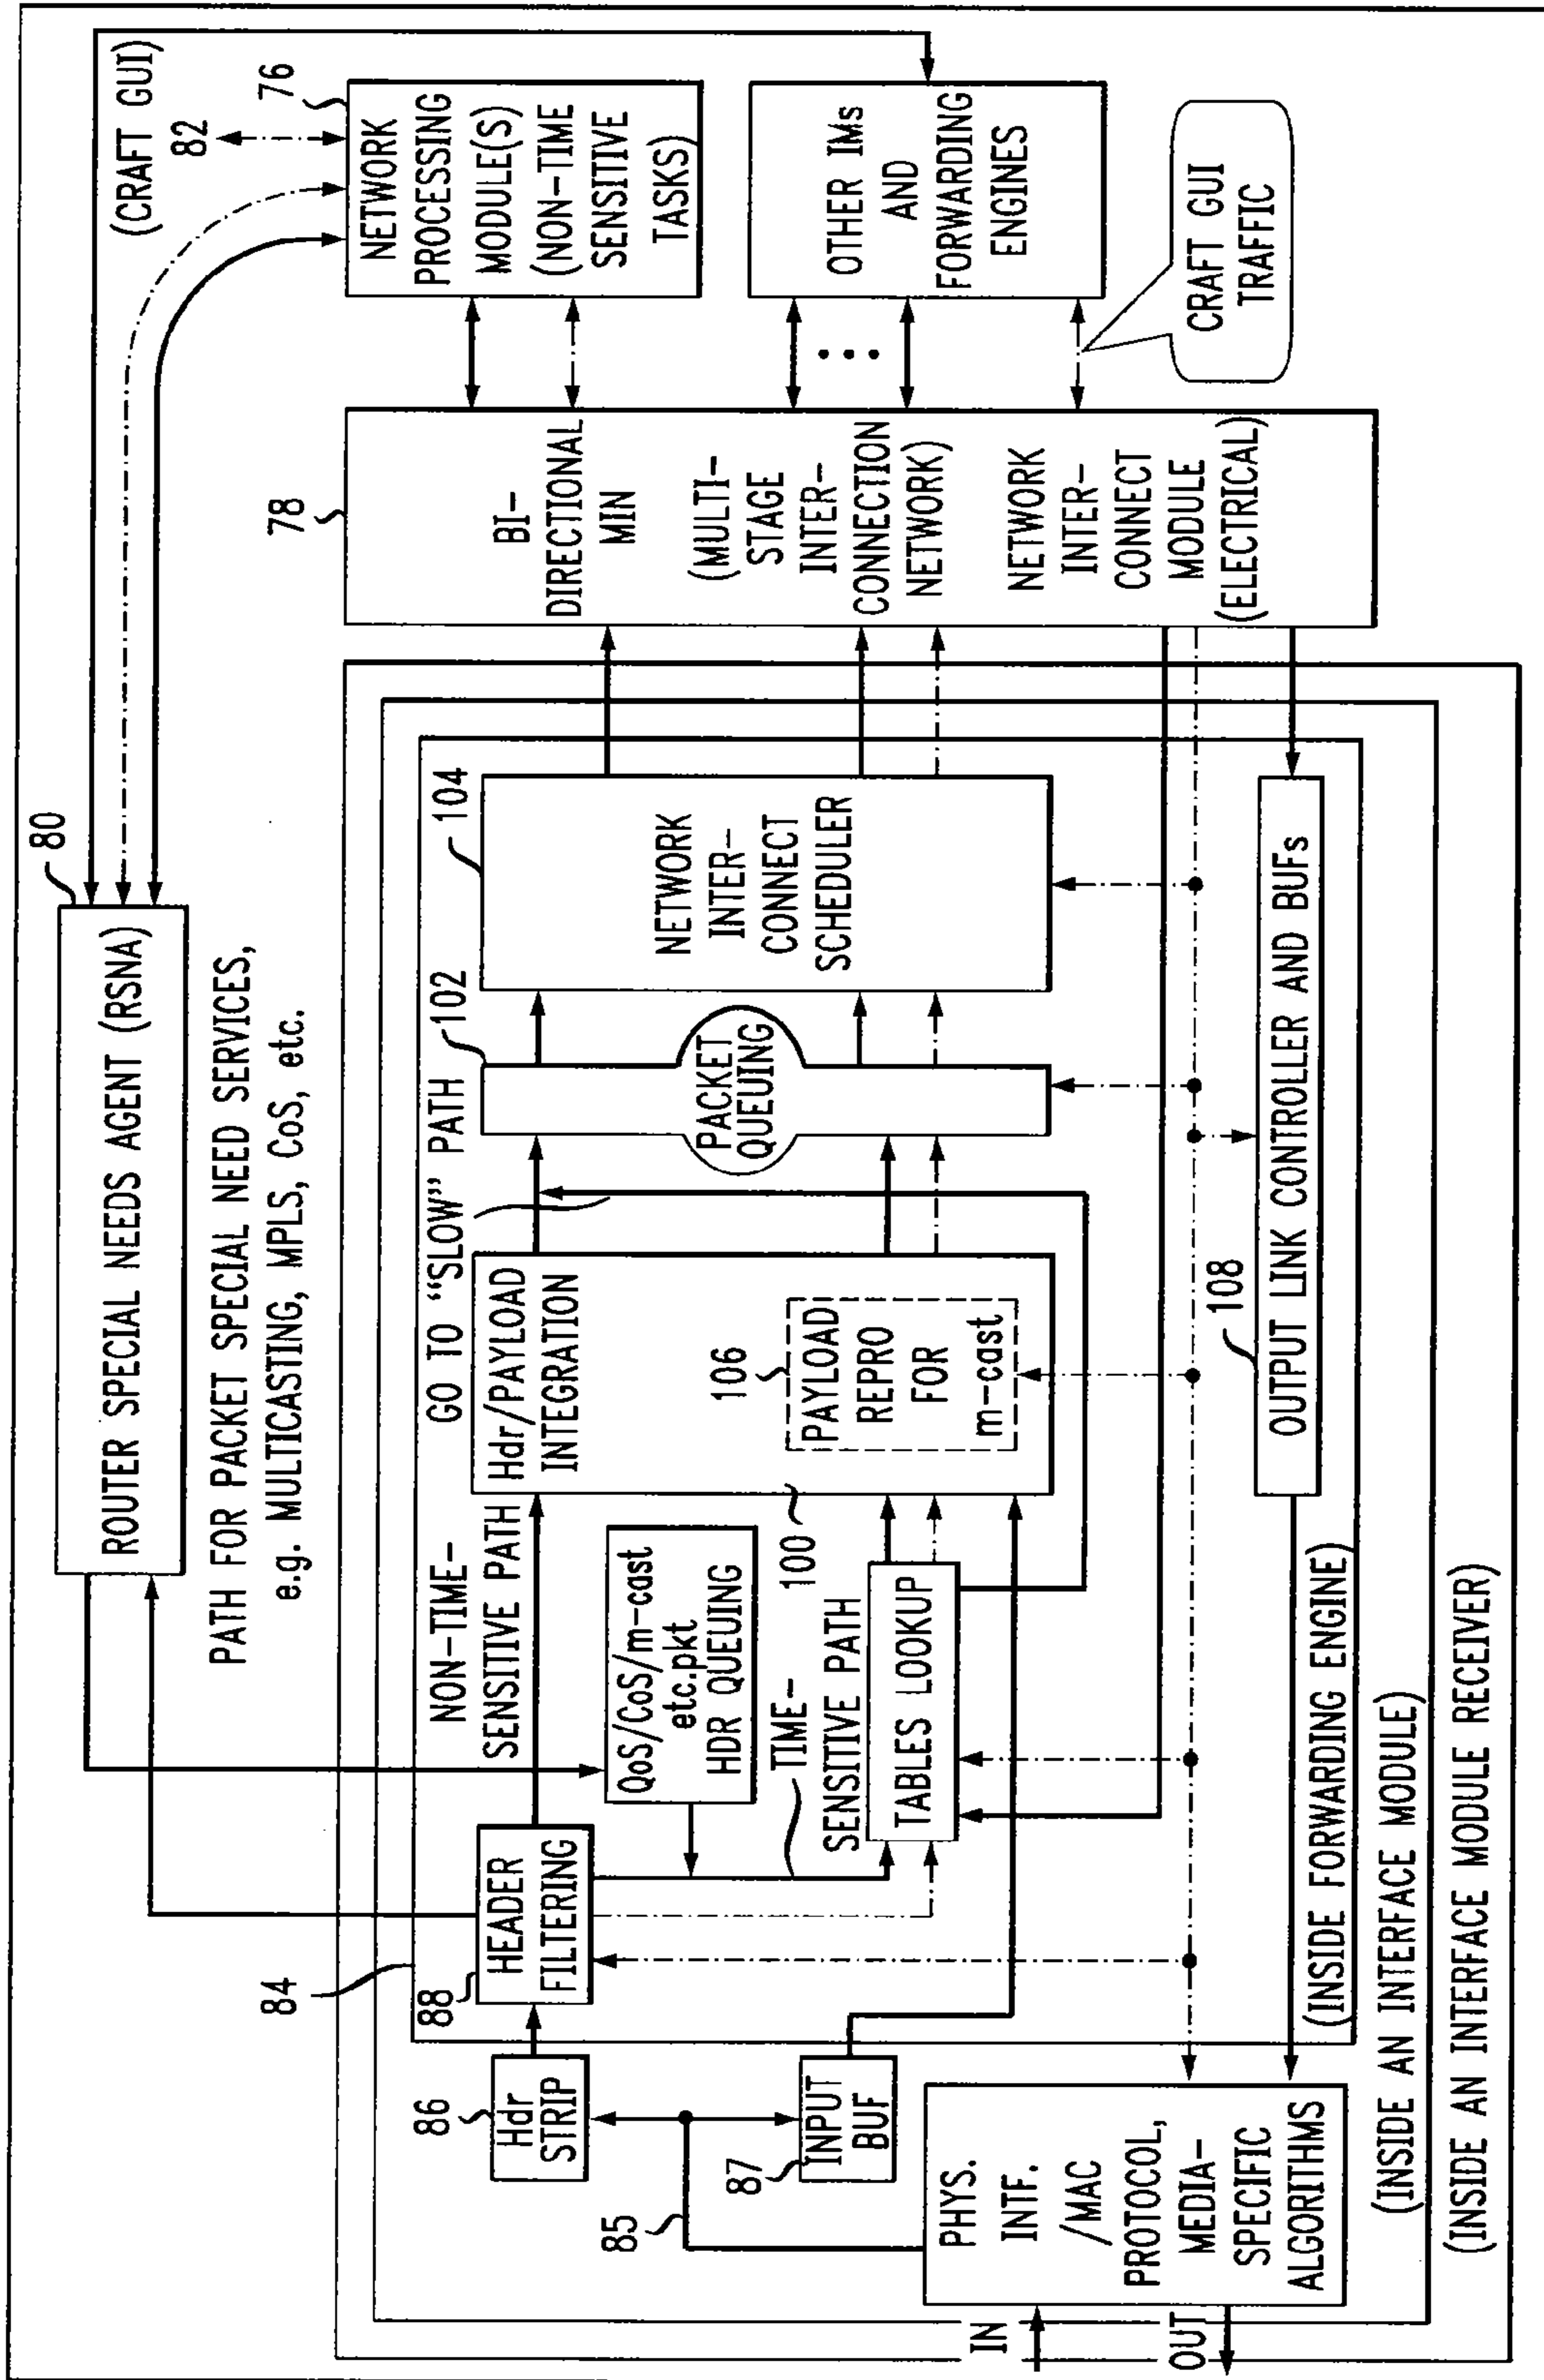 80
ROUTER SPECIAL NEEDS AGENT (RSNA)
PATH FOR PACKET SPECIAL NEED SERVICES,
e.g. MULTICASTING, MPLS, CoS, etc.
(CRAFT GUI)
82
76
NETWORK
PROCESSING
MODULE(S)
(NON-TIME
SENSITIVE
TASKS)
78
BI-
DIRECTIONAL
MIN
(MULTI-
STAGE
INTER-
CONNECTION
NETWORK)
NETWORK
INTER-
CONNECT
MODULE
(ELECTRICAL)
OTHER IMs
AND
FORWARDING
ENGINES
CRAFT GUI
TRAFFIC
84
88
HEADER
FILTERING
NON-TIME-
SENSITIVE PATH
GO TO "SLOW" PATH
102
104
Hdr/PAYLOAD
INTEGRATION
106
PAYLOAD
REPRO
FOR
m-cast
100
PACKET
QUEUING
NETWORK
INTER-
CONNECT
SCHEDULER
QoS/CoS/m-cast
etc.pkt
HDR QUEUING
TIME-
SENSITIVE PATH
TABLES LOOKUP
86
Hdr
STRIP
85
87
INPUT
BUF
PHYS.
INTF.
/MAC
PROTOCOL,
MEDIA-
SPECIFIC
ALGORITHMS
IN
OUT
108
OUTPUT LINK CONTROLLER AND BUFs
(INSIDE FORWARDING ENGINE)
(INSIDE AN INTERFACE MODULE)
(INSIDE AN INTERFACE MODULE RECEIVER)